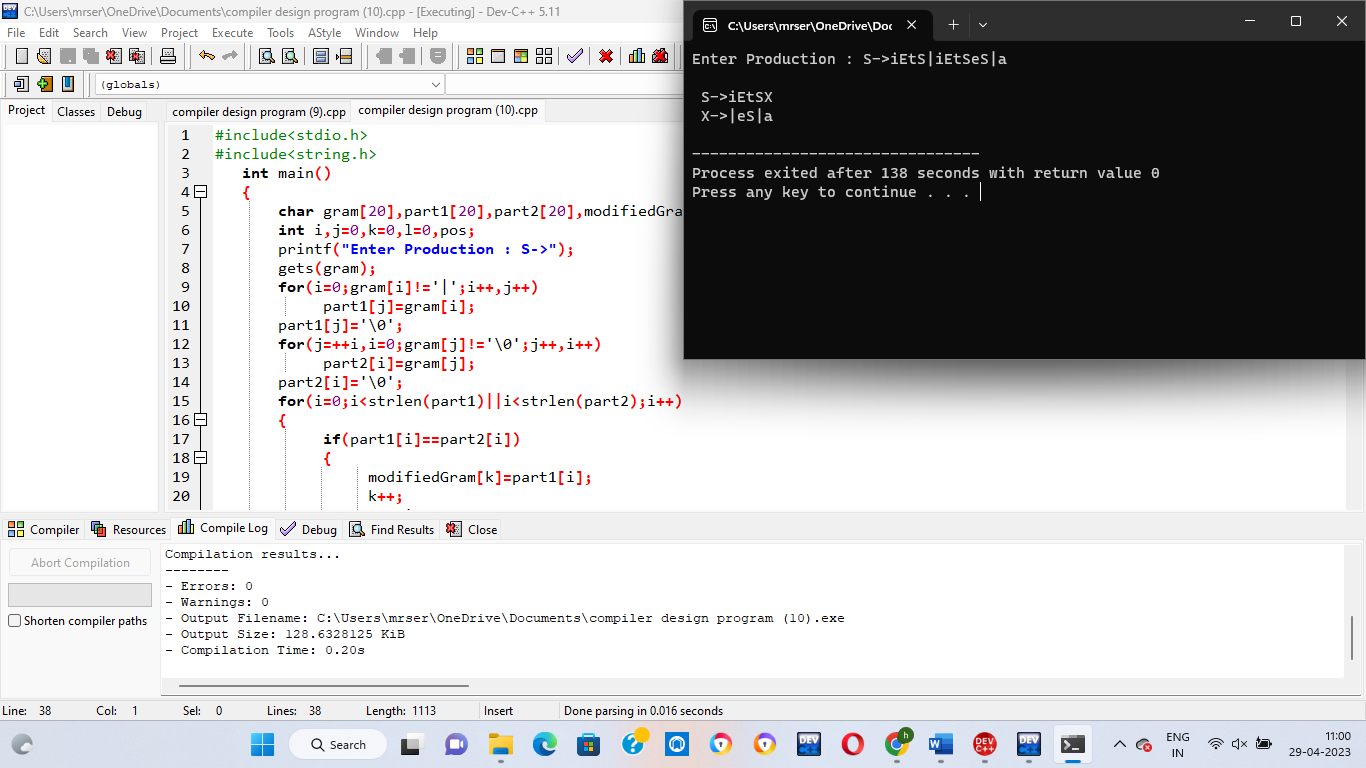 C:\Users\mrser\OneDrive\Documents\compiler design program (10).cpp - [Executing] - Dev-C++ 5.11
File Edit Search View Project Execute Tools AStyle Window Help
(globals)
Project Classes Debug
compiler design program (9).cpp compiler design program (10).cpp
1 #include<stdio.h>
2 #include<string.h>
3 int main()
4 {
5 char gram[20],part1[20],part2[20],modifiedGra
6 int i,j=0,k=0,l=0,pos;
7 printf("Enter Production : S->");
8 gets(gram);
9 for(i=0;gram[i]!='|';i++,j++)
10 part1[j]=gram[i];
11 part1[j]='\0';
12 for(j=++i,i=0;gram[j]!='\0';j++,i++)
13 part2[i]=gram[j];
14 part2[i]='\0';
15 for(i=0;i<strlen(part1)||i<strlen(part2);i++)
16 {
17 if(part1[i]==part2[i])
18 {
19 modifiedGram[k]=part1[i];
20 k++;
C:\Users\mrser\OneDrive\Doc
Enter Production : S->iEtS|iEtSeS|a
S->iEtSX
X->|eS|a
--------------------------------
Process exited after 138 seconds with return value 0
Press any key to continue . . .
Compiler Resources Compile Log Debug Find Results Close
Abort Compilation
Shorten compiler paths
Compilation results...
--------
- Errors: 0
- Warnings: 0
- Output Filename: C:\Users\mrser\OneDrive\Documents\compiler design program (10).exe
- Output Size: 128.6328125 KiB
- Compilation Time: 0.20s
Line: 38 Col: 1 Sel: 0 Lines: 38 Length: 1113 Insert Done parsing in 0.016 seconds
Search
DEV
h
W
DEV C++
DEV
ENG
IN
11:00
29-04-2023